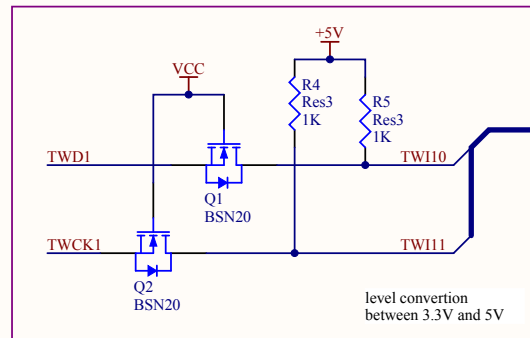 +5V
VCC
R4
Res3
1K
R5
Res3
1K
TWD1
TWI10
Q1
BSN20
TWCK1
TWI11
Q2
BSN20
level convertion
between 3.3V and 5V